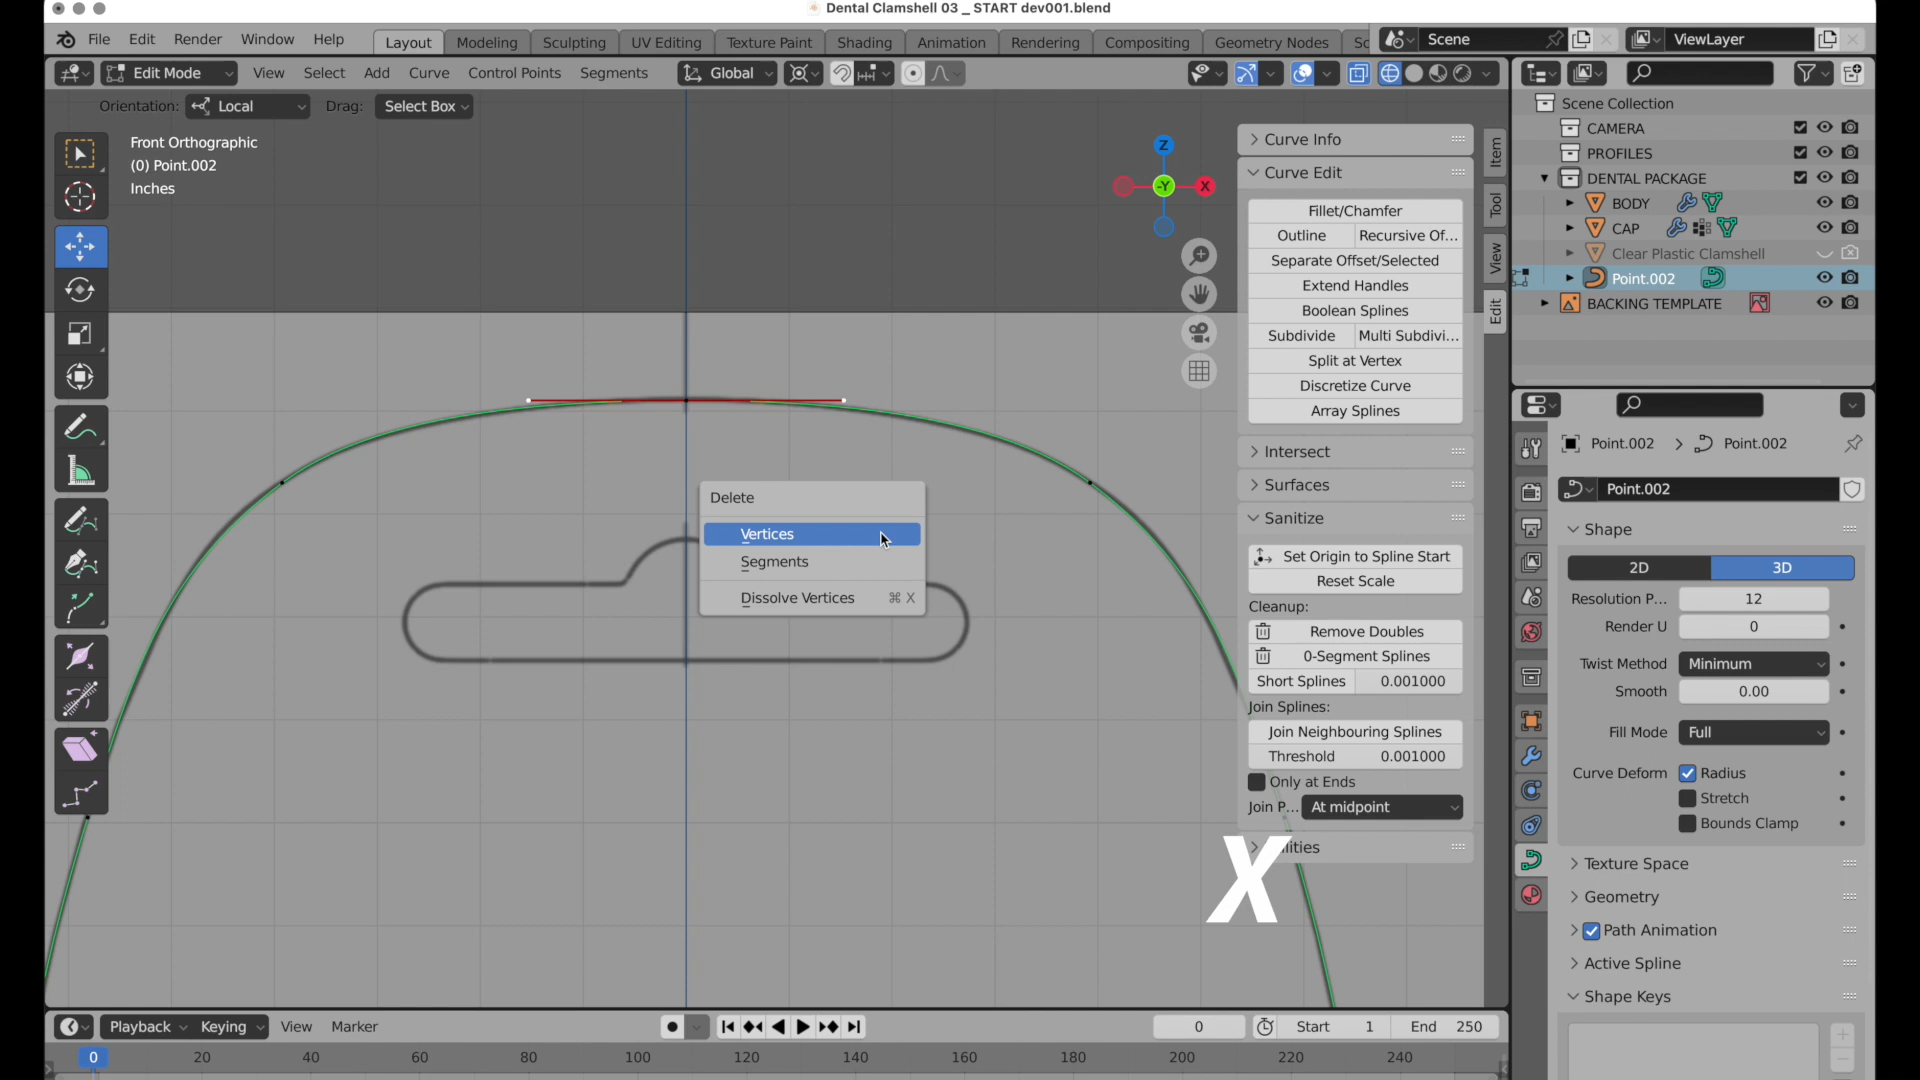 Dental Clamshell 03 _ START dev001.blend
File Edit Render Window Help Layout Modeling Sculpting UV Editing Texture Paint Shading Animation Rendering Compositing Geometry Nodes Sc Scene ViewLayer
Edit Mode View Select Add Curve Control Points Segments Global
Orientation: Local Drag: Select Box
Front Orthographic
(0) Point.002
Inches
Z
-Y
X
Delete
Vertices
Segments
Dissolve Vertices ⌘ X
Curve Info
Curve Edit
Fillet/Chamfer
Outline Recursive Of...
Separate Offset/Selected
Extend Handles
Boolean Splines
Subdivide Multi Subdivi...
Split at Vertex
Discretize Curve
Array Splines
Intersect
Surfaces
Sanitize
Set Origin to Spline Start
Reset Scale
Cleanup:
Remove Doubles
0-Segment Splines
Short Splines 0.001000
Join Splines:
Join Neighbouring Splines
Threshold 0.001000
Only at Ends
Join P... At midpoint
X
Item
Tool
View
Edit
Scene Collection
CAMERA
PROFILES
DENTAL PACKAGE
BODY
CAP
Clear Plastic Clamshell
Point.002
BACKING TEMPLATE
Point.002 Point.002
Point.002
Shape
2D 3D
Resolution P... 12
Render U 0
Twist Method Minimum
Smooth 0.00
Fill Mode Full
Curve Deform Radius
Stretch
Bounds Clamp
Texture Space
Geometry
Path Animation
Active Spline
Shape Keys
Playback Keying View Marker 0 Start 1 End 250
0 20 40 60 80 100 120 140 160 180 200 220 240